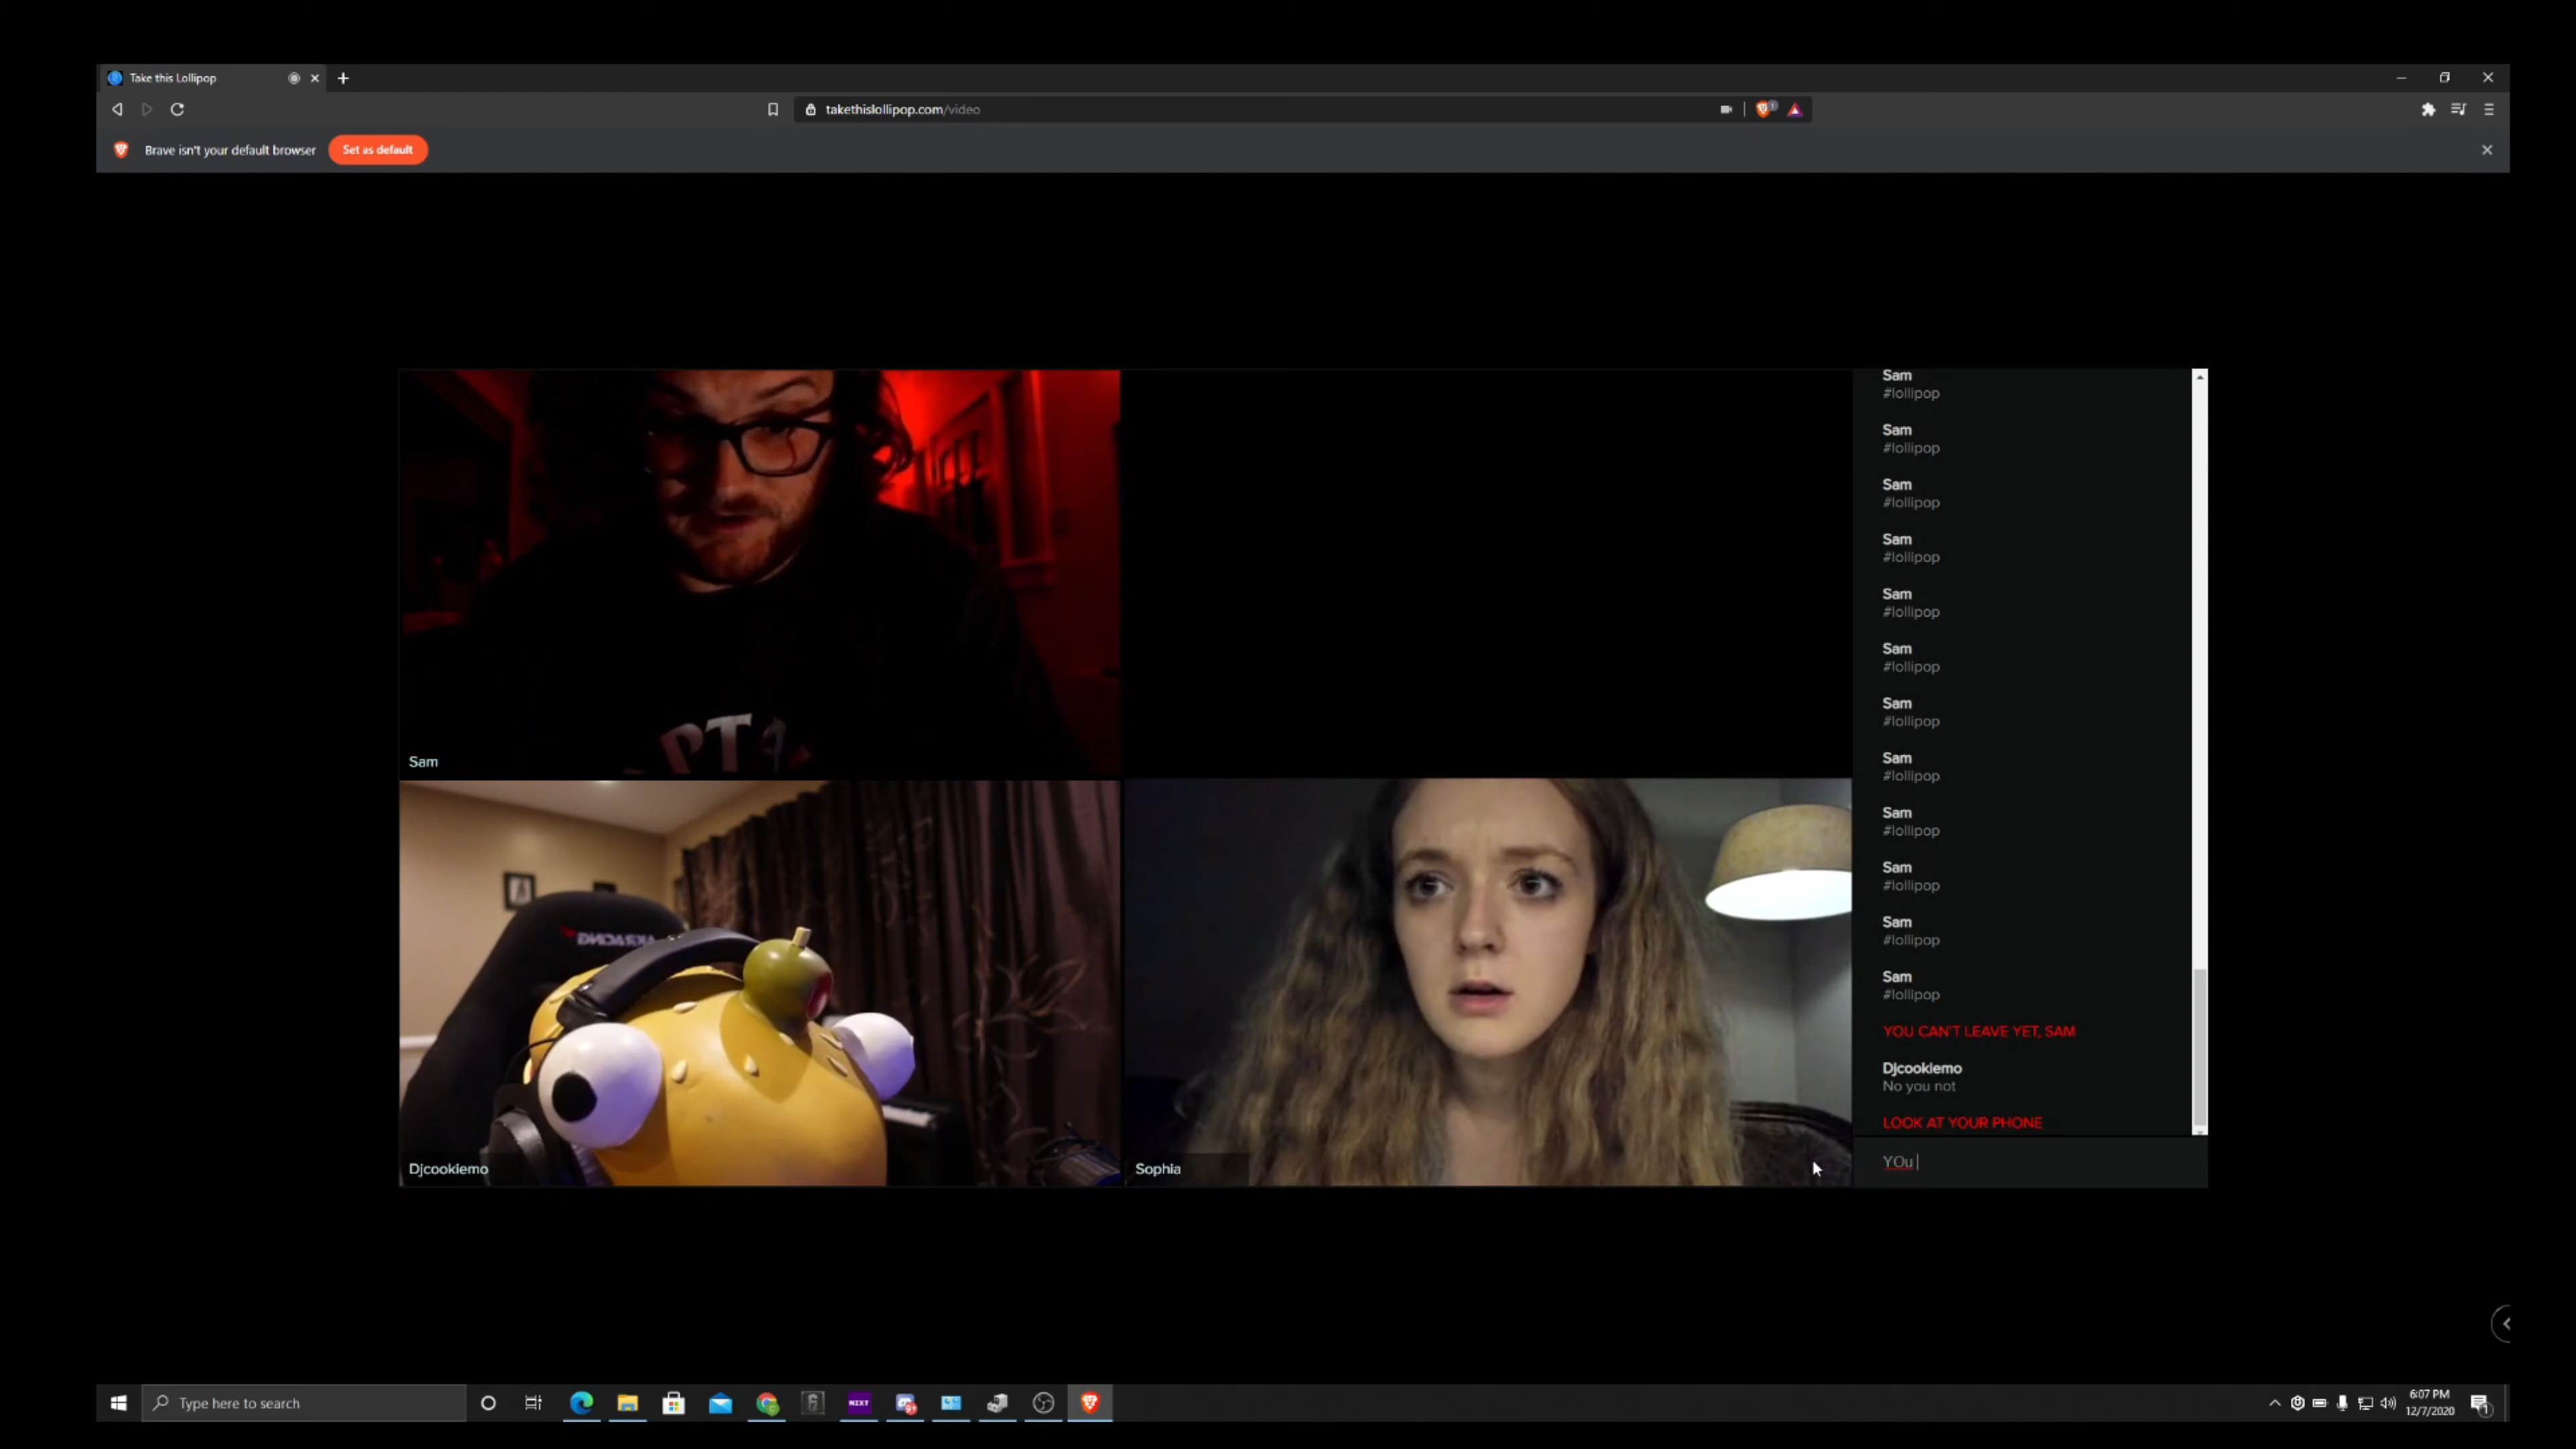 Take this Lollipop
takethislollipop.com/video
Brave isn't your default browser
Set as default
PT
Sam
Djcookiemo
Sophia
Sam
#lollipop
Sam
#lollipop
Sam
#lollipop
Sam
#lollipop
Sam
#lollipop
Sam
#lollipop
Sam
#lollipop
Sam
#lollipop
Sam
#lollipop
Sam
#lollipop
Sam
#lollipop
Sam
#lollipop
YOU CAN'T LEAVE YET, SAM
Djcookiemo
No you not
LOOK AT YOUR PHONE
YOu
Type here to search
NZXT
6:07 PM
12/7/2020